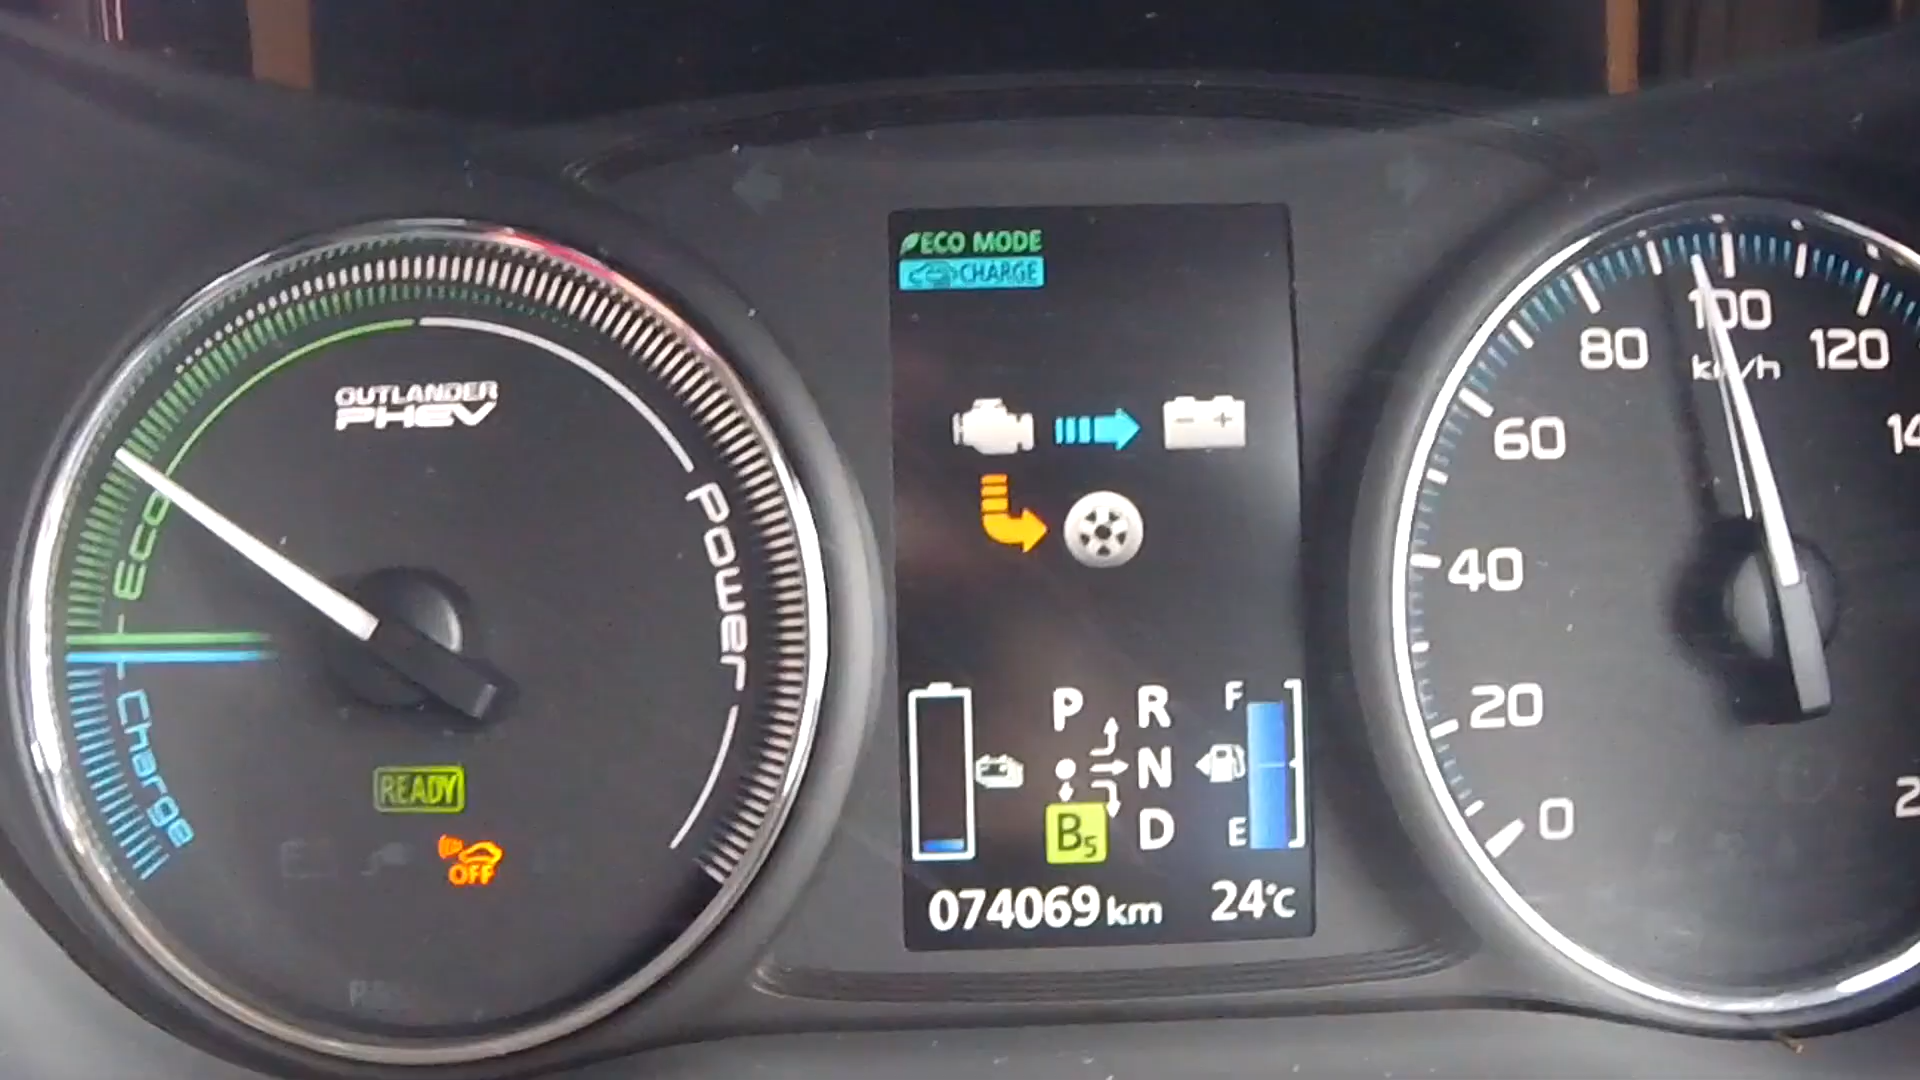 OUTLANDER
PHEV
Eco
Charge
Power
READY
OFF
ECO MODE
CHARGE
- +
P R
N
B5 D
F
E
074069 km 24°C
0
20
40
60
80
100
120
km/h